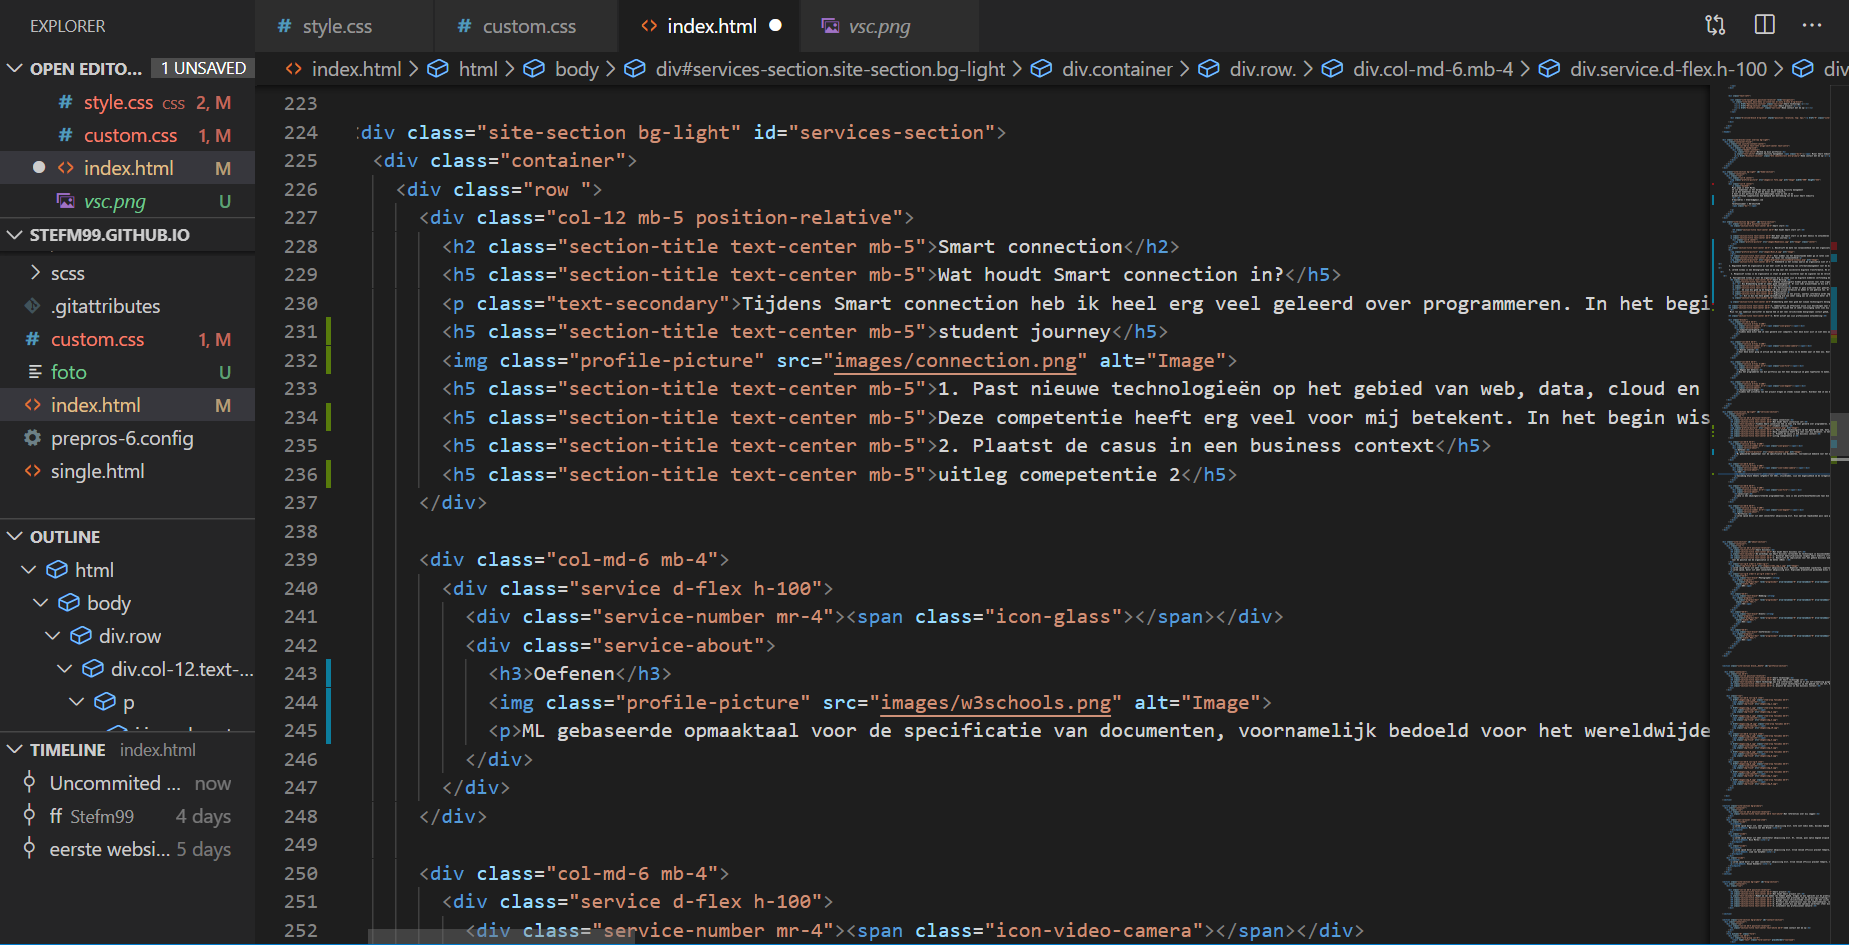 EXPLORER
OPEN EDITO... 1 UNSAVED
style.css css 2, M
custom.css 1, M
index.html M
vsc.png U
STEFM99.GITHUB.IO
scss
.gitattributes
custom.css 1, M
foto U
index.html M
prepros-6.config
single.html
OUTLINE
html
body
div.row
div.col-12.text-...
p
TIMELINE index.html
Uncommited ... now
ff Stefm99 4 days
eerste websi... 5 days
style.css custom.css index.html vsc.png
index.html > html > body > div#services-section.site-section.bg-light > div.container > div.row. > div.col-md-6.mb-4 > div.service.d-flex.h-100 > div
223
224 div class="site-section bg-light" id="services-section">
225 <div class="container">
226 <div class="row ">
227 <div class="col-12 mb-5 position-relative">
228 <h2 class="section-title text-center mb-5">Smart connection</h2>
229 <h5 class="section-title text-center mb-5">Wat houdt Smart connection in?</h5>
230 <p class="text-secondary">Tijdens Smart connection heb ik heel erg veel geleerd over programmeren. In het begi
231 <h5 class="section-title text-center mb-5">student journey</h5>
232 <img class="profile-picture" src="images/connection.png" alt="Image">
233 <h5 class="section-title text-center mb-5">1. Past nieuwe technologieën op het gebied van web, data, cloud en
234 <h5 class="section-title text-center mb-5">Deze competentie heeft erg veel voor mij betekent. In het begin wis
235 <h5 class="section-title text-center mb-5">2. Plaatst de casus in een business context</h5>
236 <h5 class="section-title text-center mb-5">uitleg comepetentie 2</h5>
237 </div>
238
239 <div class="col-md-6 mb-4">
240 <div class="service d-flex h-100">
241 <div class="service-number mr-4"><span class="icon-glass"></span></div>
242 <div class="service-about">
243 <h3>Oefenen</h3>
244 <img class="profile-picture" src="images/w3schools.png" alt="Image">
245 <p>ML gebaseerde opmaaktaal voor de specificatie van documenten, voornamelijk bedoeld voor het wereldwijde
246 </div>
247 </div>
248 </div>
249
250 <div class="col-md-6 mb-4">
251 <div class="service d-flex h-100">
252 <div class="service-number mr-4"><span class="icon-video-camera"></span></div>